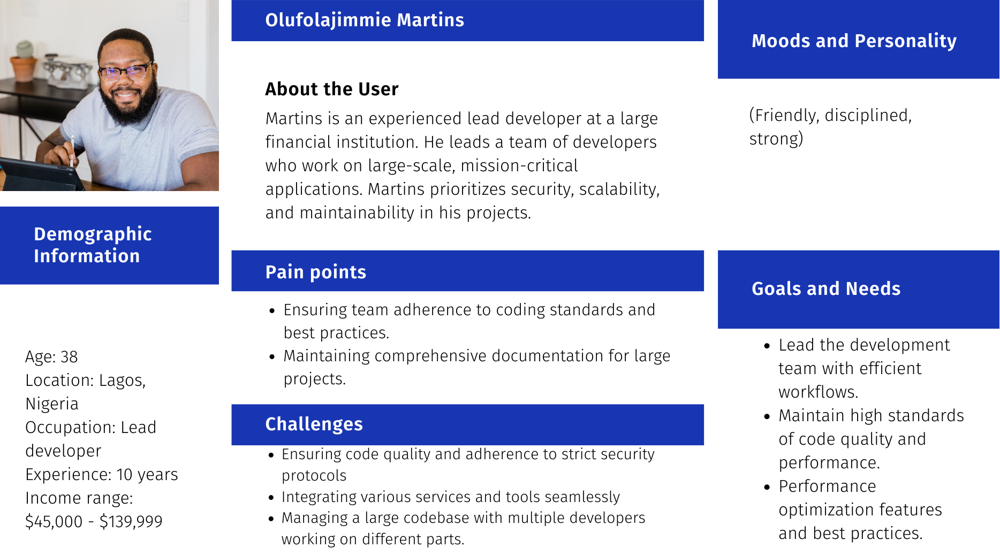 Olufolajimmie Martins
About the User
Martins is an experienced lead developer at a large
financial institution. He leads a team of developers
who work on large-scale, mission-critical
applications. Martins prioritizes security, scalability,
and maintainability in his projects.
Moods and Personality
(Friendly, disciplined,
strong)
Demographic
Information
Age: 38
Location: Lagos,
Nigeria
Occupation: Lead
developer
Experience: 10 years
Income range:
$45,000 - $139,999
Pain points
• Ensuring team adherence to coding standards and
best practices.
• Maintaining comprehensive documentation for large
projects.
Challenges
• Ensuring code quality and adherence to strict security
protocols
• Integrating various services and tools seamlessly
• Managing a large codebase with multiple developers
working on different parts.
Goals and Needs
• Lead the development
team with efficient
workflows.
• Maintain high standards
of code quality and
performance.
• Performance
optimization features
and best practices.